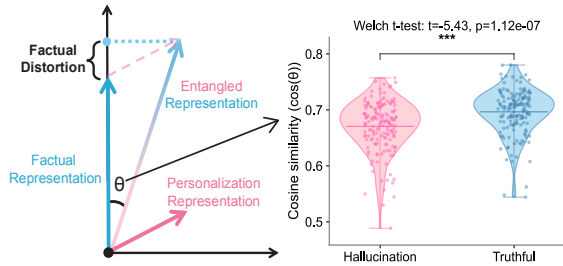 Factual
Distortion
Entangled
Representation
Factual
Representation
θ
Personalization
Representation
Welch t-test: t=-5.43, p=1.12e-07
***
Cosine similarity (cos(θ))
0.8
0.7
0.6
0.5
Hallucination
Truthful